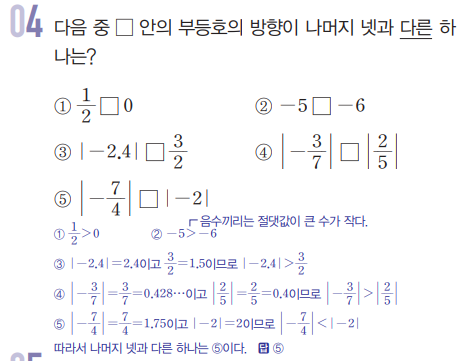 04 다음 중 □ 안의 부등호의 방향이 나머지 넷과 다른 하
나는?
① 1/2 □ 0 ② -5 □ -6
③ |-2.4| □ 3/2 ④ |-3/7| □ |2/5|
⑤ |-7/4| □ |-2|
음수끼리는 절댓값이 큰 수가 작다.
① 1/2>0 ② -5>-6
③ |-2.4|=2.4이고 3/2=1.5이므로 |-2.4|>3/2
④ |-3/7|=3/7=0.428…이고 |2/5|=2/5=0.4이므로 |-3/7|>|2/5|
⑤ |-7/4|=7/4=1.75이고 |-2|=2이므로 |-7/4|<|-2|
따라서 나머지 넷과 다른 하나는 ⑤이다. 답 ⑤